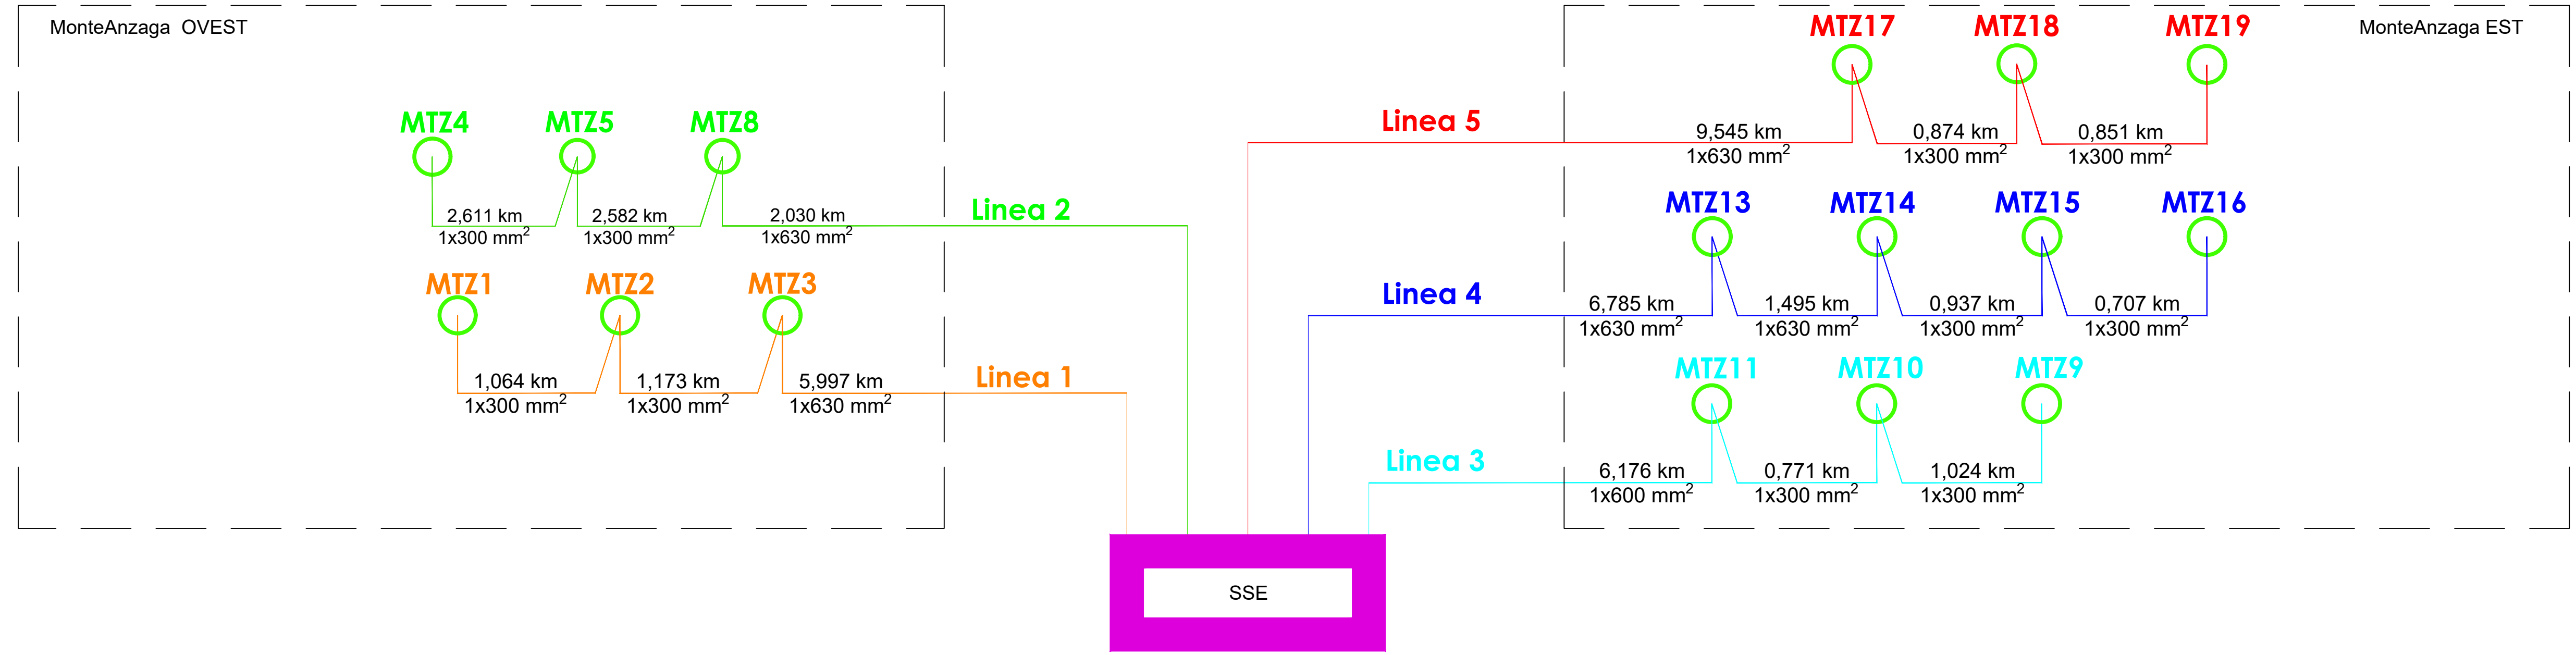 MonteAnzaga  OVEST
MTZ4 MTZ5 MTZ8
2,611 km 2,582 km 2,030 km
1x300 mm² 1x300 mm² 1x630 mm²
Linea 2
MTZ1 MTZ2 MTZ3
1,064 km 1,173 km 5,997 km
1x300 mm² 1x300 mm² 1x630 mm²
Linea 1
MonteAnzaga EST
MTZ17 MTZ18 MTZ19
Linea 5
9,545 km 0,874 km 0,851 km
1x630 mm² 1x300 mm² 1x300 mm²
MTZ13 MTZ14 MTZ15 MTZ16
Linea 4
6,785 km 1,495 km 0,937 km 0,707 km
1x630 mm² 1x630 mm² 1x300 mm² 1x300 mm²
MTZ11 MTZ10 MTZ9
Linea 3
6,176 km 0,771 km 1,024 km
1x600 mm² 1x300 mm² 1x300 mm²
SSE